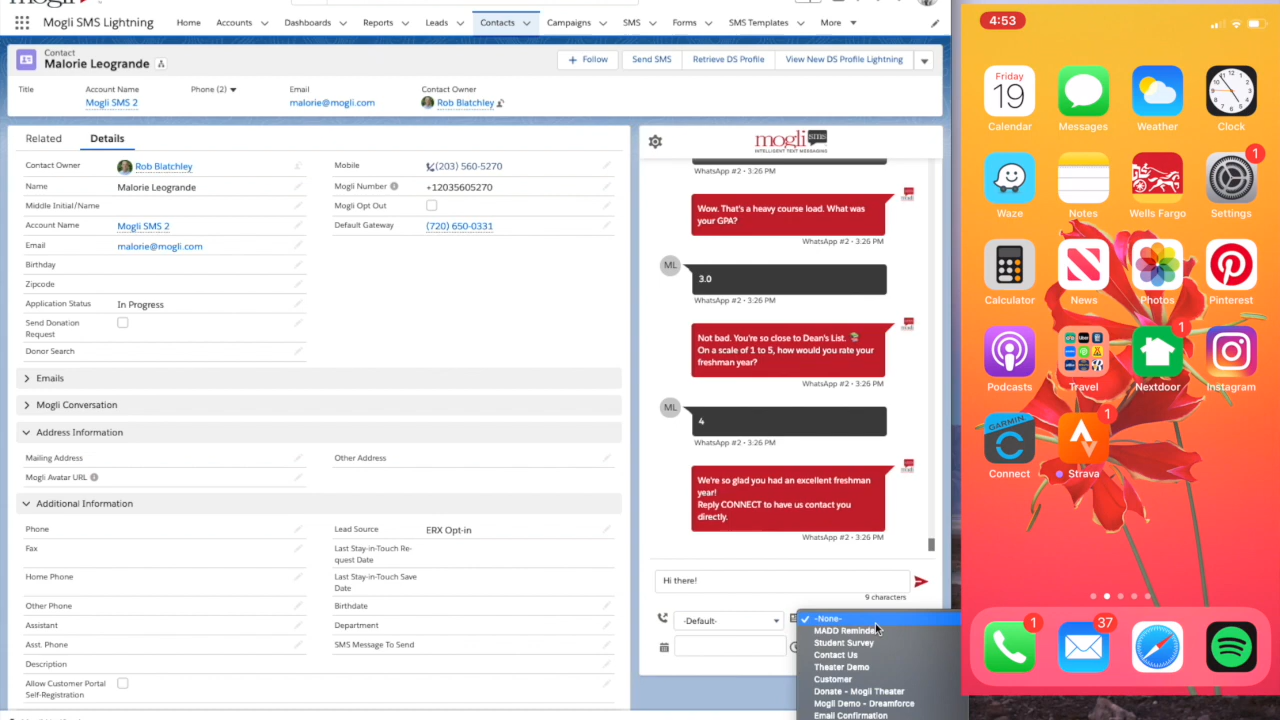 mogli
Mogli SMS Lightning
Home
Accounts
Dashboards
Reports
Leads
Contacts
Campaigns
SMS
Forms
SMS Templates
More
Contact
Malorie Leogrande
Follow
Send SMS
Retrieve DS Profile
View New DS Profile Lightning
Title
Account Name
Mogli SMS 2
Phone (2)
Email
malorie@mogli.com
Contact Owner
Rob Blatchley
Related
Details
Contact Owner
Rob Blatchley
Name
Malorie Leogrande
Middle Initial/Name
Account Name
Mogli SMS 2
Email
malorie@mogli.com
Birthday
Zipcode
Application Status
In Progress
Send Donation
Request
Donor Search
Mobile
(203) 560-5270
Mogli Number
+12035605270
Mogli Opt Out
Default Gateway
(720) 650-0331
Emails
Mogli Conversation
Address Information
Mailing Address
Other Address
Mogli Avatar URL
Additional Information
Phone
Fax
Home Phone
Other Phone
Assistant
Asst. Phone
Description
Allow Customer Portal
Self-Registration
Lead Source
ERX Opt-in
Last Stay-in-Touch Re-
quest Date
Last Stay-in-Touch Save
Date
Birthdate
Department
SMS Message To Send
mogli sms
INTELLIGENT TEXT MESSAGING
WhatsApp #2 • 3:26 PM
Wow. That's a heavy course load. What was
your GPA?
WhatsApp #2 • 3:26 PM
ML
3.0
WhatsApp #2 • 3:26 PM
Not bad. You're so close to Dean's List.
On a scale of 1 to 5, how would you rate your
freshman year?
WhatsApp #2 • 3:26 PM
ML
4
WhatsApp #2 • 3:26 PM
We're so glad you had an excellent freshman
year!
Reply CONNECT to have us contact you
directly.
WhatsApp #2 • 3:26 PM
Hi there!
9 characters
-Default-
-None-
MADD Reminder
Student Survey
Contact Us
Theater Demo
Customer
Donate - Mogli Theater
Mogli Demo - Dreamforce
Email Confirmation
4:53
Friday
19
Calendar
Messages
Weather
Clock
Waze
Notes
Wells Fargo
1
Settings
Calculator
News
Photos
Pinterest
Podcasts
Travel
1
Nextdoor
Instagram
GARMIN
Connect
1
Strava
1
37